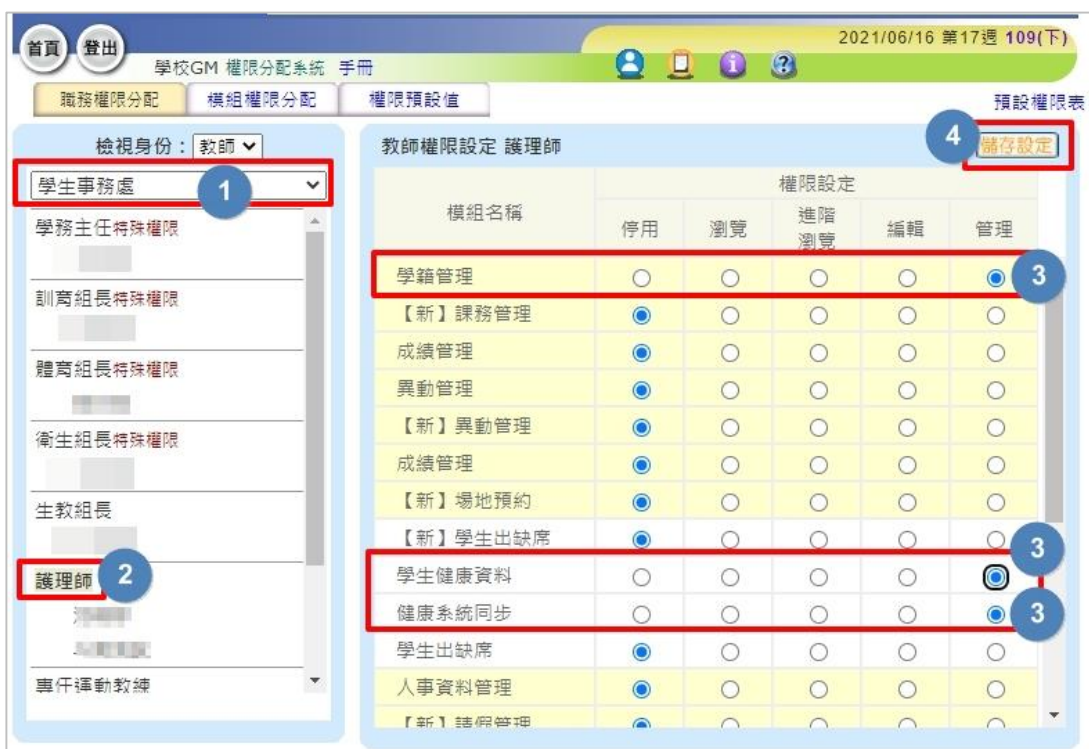 首頁 登出 2021/06/16 第17週 109(下)
學校GM 權限分配系統 手冊
職務權限分配 模組權限分配 權限預設值 預設權限表
檢視身份：教師
學生事務處
1
學務主任特殊權限
訓育組長特殊權限
體育組長特殊權限
衛生組長特殊權限
生教組長
護理師 2
專任運動教練
教師權限設定 護理師 4 儲存設定
權限設定
模組名稱 停用 瀏覽 進階瀏覽 編輯 管理
學籍管理 3
【新】課務管理
成績管理
異動管理
【新】異動管理
成績管理
【新】場地預約
【新】學生出缺席
學生健康資料 3
健康系統同步 3
學生出缺席
人事資料管理
【新】請假管理